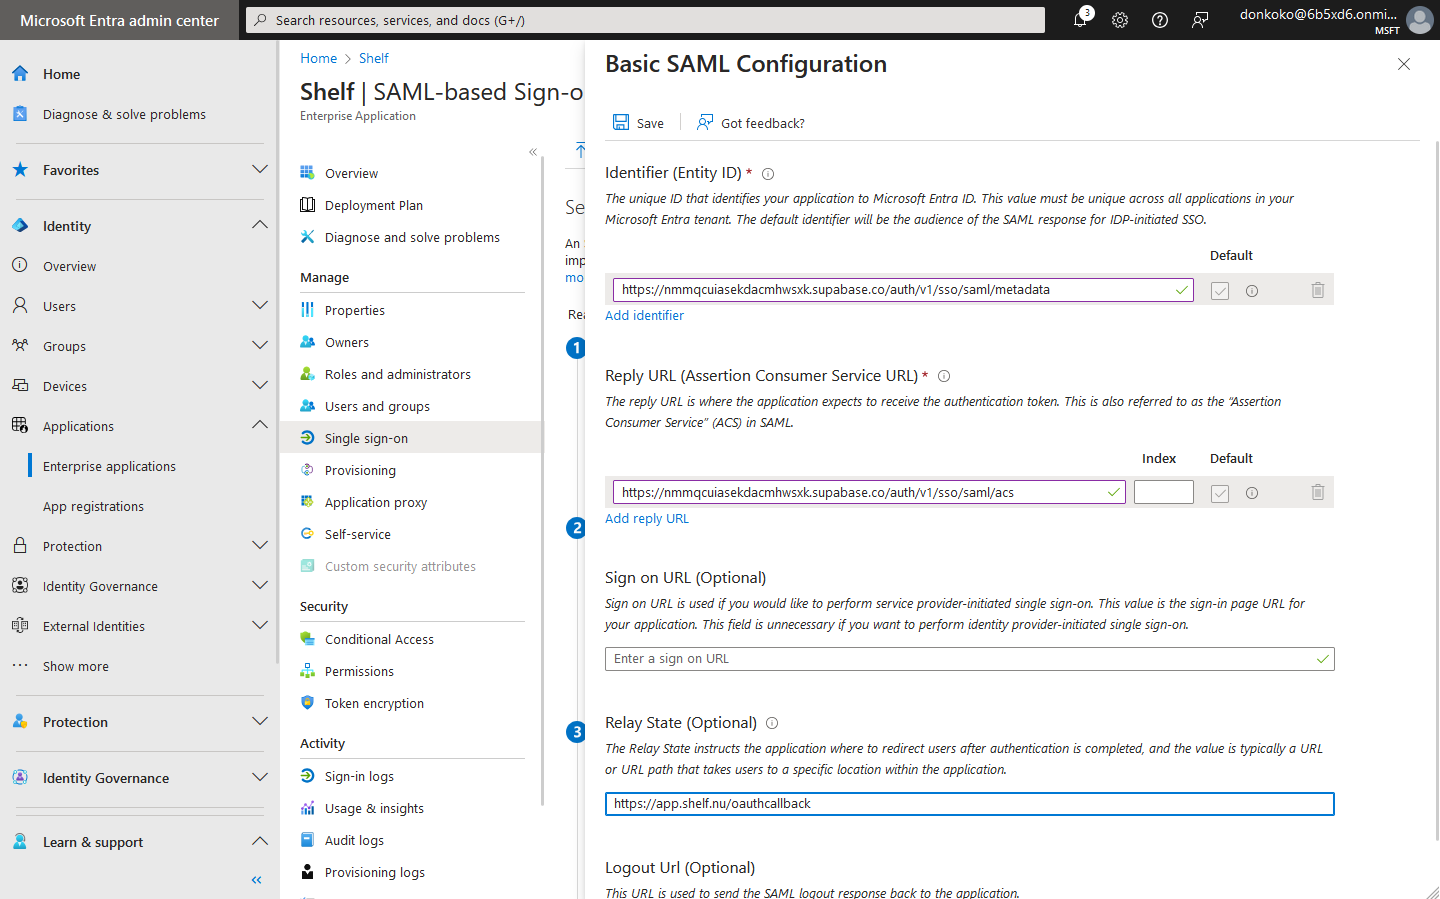 Microsoft Entra admin center
Search resources, services, and docs (G+/)
3
donkoko@6b5xd6.onmi...
MSFT
Home
Diagnose & solve problems
Favorites
Identity
Overview
Users
Groups
Devices
Applications
Enterprise applications
App registrations
Protection
Identity Governance
External Identities
Show more
Protection
Identity Governance
Learn & support
Home > Shelf
Shelf | SAML-based Sign-o
Enterprise Application
Overview
Deployment Plan
Diagnose and solve problems
Manage
Properties
Owners
Roles and administrators
Users and groups
Single sign-on
Provisioning
Application proxy
Self-service
Custom security attributes
Security
Conditional Access
Permissions
Token encryption
Activity
Sign-in logs
Usage & insights
Audit logs
Provisioning logs
Se
An
imp
mo
Rea
1
2
3
Basic SAML Configuration
Save
Got feedback?
Identifier (Entity ID) *
The unique ID that identifies your application to Microsoft Entra ID. This value must be unique across all applications in your
Microsoft Entra tenant. The default identifier will be the audience of the SAML response for IDP-initiated SSO.
Default
https://nmmqcuiasekdacmhwsxk.supabase.co/auth/v1/sso/saml/metadata
Add identifier
Reply URL (Assertion Consumer Service URL) *
The reply URL is where the application expects to receive the authentication token. This is also referred to as the “Assertion
Consumer Service” (ACS) in SAML.
Index Default
https://nmmqcuiasekdacmhwsxk.supabase.co/auth/v1/sso/saml/acs
Add reply URL
Sign on URL (Optional)
Sign on URL is used if you would like to perform service provider-initiated single sign-on. This value is the sign-in page URL for
your application. This field is unnecessary if you want to perform identity provider-initiated single sign-on.
Enter a sign on URL
Relay State (Optional)
The Relay State instructs the application where to redirect users after authentication is completed, and the value is typically a URL
or URL path that takes users to a specific location within the application.
https://app.shelf.nu/oauthcallback
Logout Url (Optional)
This URL is used to send the SAML logout response back to the application.